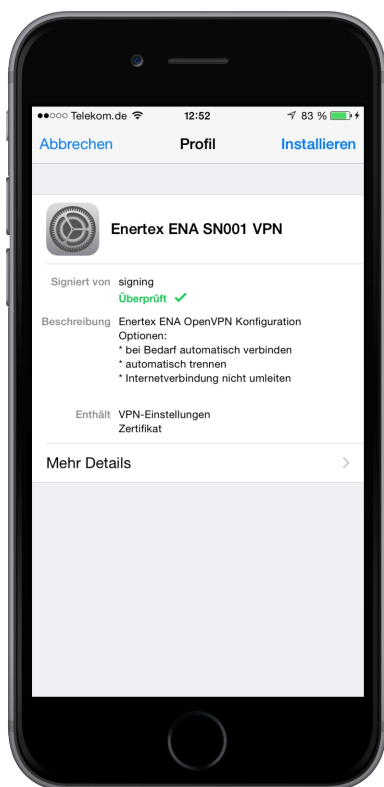 ●●○○○ Telekom.de 12:52 83 %
Abbrechen Profil Installieren
Enertex ENA SN001 VPN
Signiert von signing
Überprüft ✓
Beschreibung Enertex ENA OpenVPN Konfiguration
Optionen:
* bei Bedarf automatisch verbinden
* automatisch trennen
* Internetverbindung nicht umleiten
Enthält VPN-Einstellungen
Zertifikat
Mehr Details